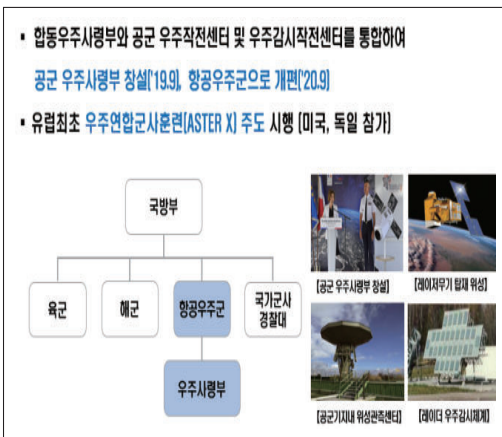 ▪ 합동우주사령부와 공군 우주작전센터 및 우주감시작전센터를 통합하여
공군 우주사령부 창설['19.9], 항공우주군으로 개편['20.9]
▪ 유럽최초 우주연합군사훈련[ASTER X] 주도 시행 [미국, 독일 참가]
국방부
육군
해군
항공우주군
국가군사
경찰대
우주사령부
[공군 우주사령부 창설]
[레이저무기 탑재 위성]
[공군기지내 위성관측센터]
[레이더 우주감시체계]